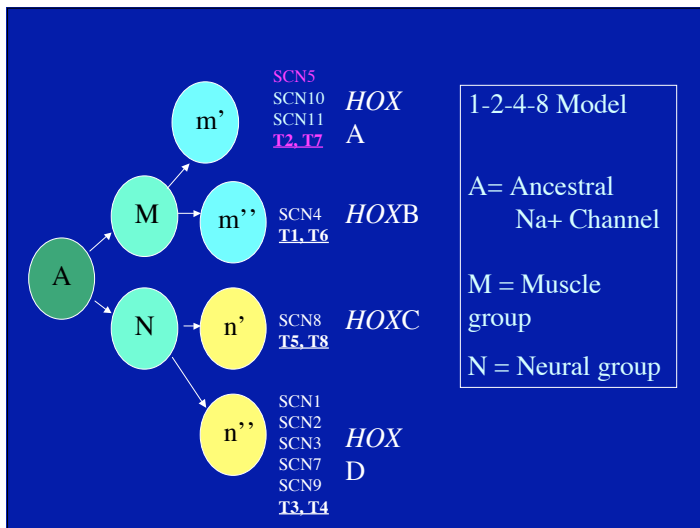 SCN5
SCN10
SCN11
T2, T7
HOX
A
m’
M
m’’
SCN4
T1, T6
HOXB
A
N
n’
SCN8
T5, T8
HOXC
n’’
SCN1
SCN2
SCN3
SCN7
SCN9
T3, T4
HOX
D
1-2-4-8 Model
A= Ancestral
Na+ Channel
M = Muscle
group
N = Neural group